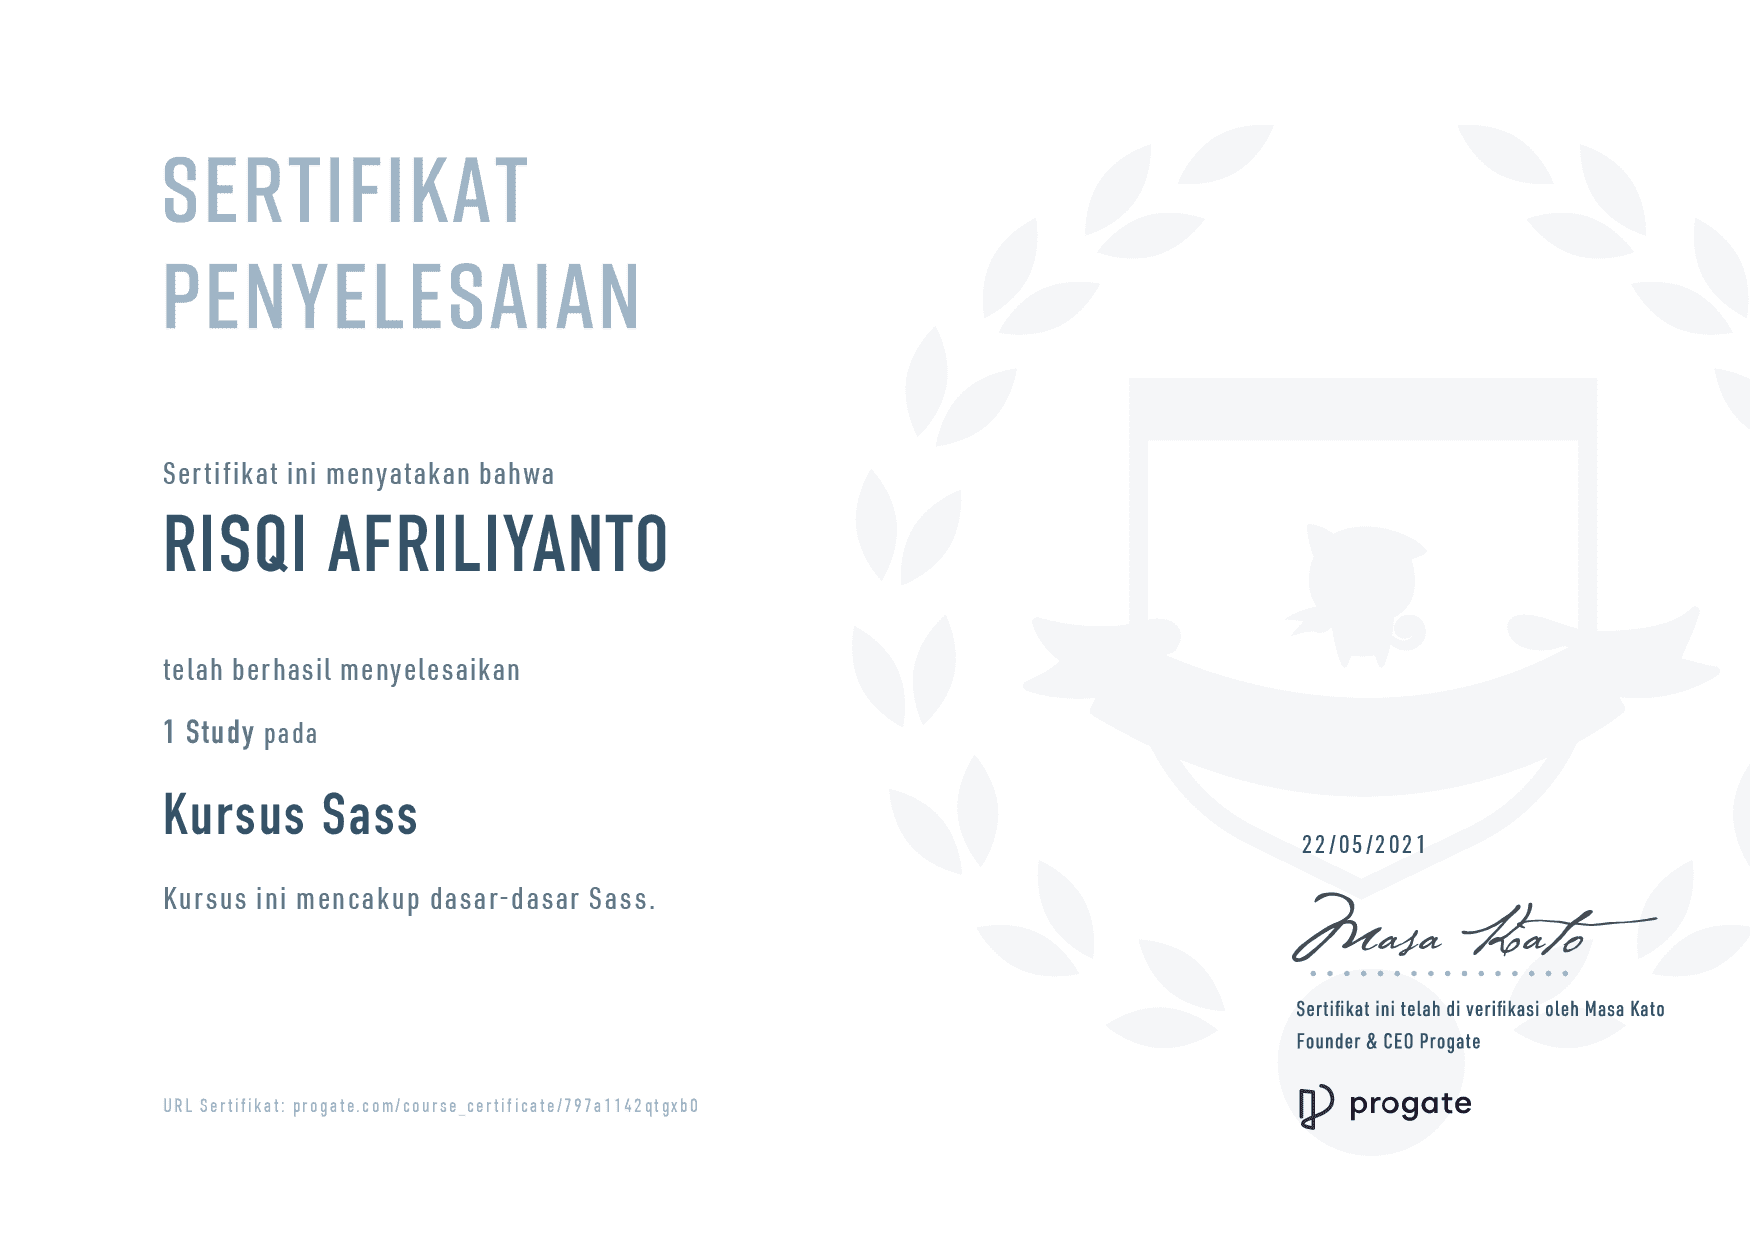 SERTIFIKAT
PENYELESAIAN
Sertifikat ini menyatakan bahwa
RISQI AFRILIYANTO
telah berhasil menyelesaikan
1 Study pada
Kursus Sass
Kursus ini mencakup dasar-dasar Sass.
22/05/2021
Masa Kato
Sertifikat ini telah di verifikasi oleh Masa Kato
Founder & CEO Progate
progate
URL Sertifikat: progate.com/course_certificate/797a1142qtgxb0